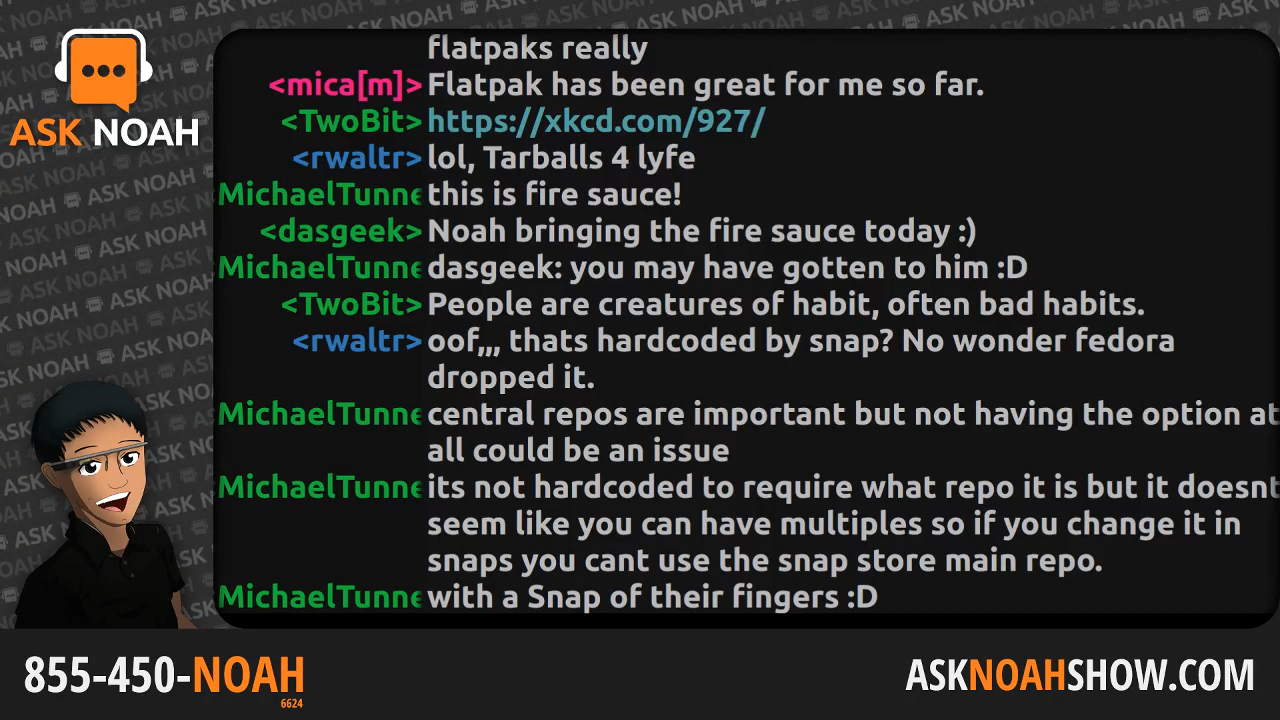 ASK NOAH
flatpaks really
<mica[m]> Flatpak has been great for me so far.
<TwoBit> https://xkcd.com/927/
<rwaltr> lol, Tarballs 4 lyfe
MichaelTunne this is fire sauce!
<dasgeek> Noah bringing the fire sauce today :)
MichaelTunne dasgeek: you may have gotten to him :D
<TwoBit> People are creatures of habit, often bad habits.
<rwaltr> oof,,, thats hardcoded by snap? No wonder fedora
dropped it.
MichaelTunne central repos are important but not having the option at
all could be an issue
MichaelTunne its not hardcoded to require what repo it is but it doesnt
seem like you can have multiples so if you change it in
snaps you cant use the snap store main repo.
MichaelTunne with a Snap of their fingers :D
855-450-NOAH
6624
ASKNOAHSHOW.COM